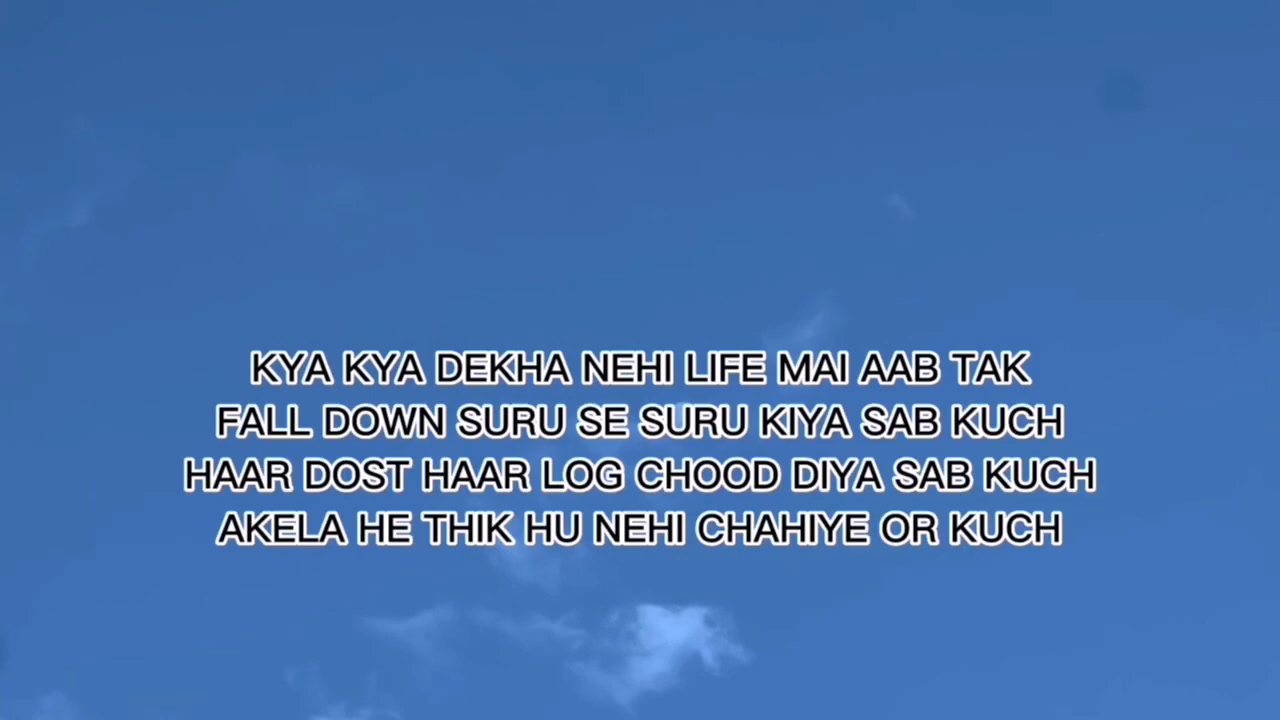 KYA KYA DEKHA NEHI LIFE MAI AAB TAK
FALL DOWN SURU SE SURU KIYA SAB KUCH
HAAR DOST HAAR LOG CHOOD DIYA SAB KUCH
AKELA HE THIK HU NEHI CHAHIYE OR KUCH